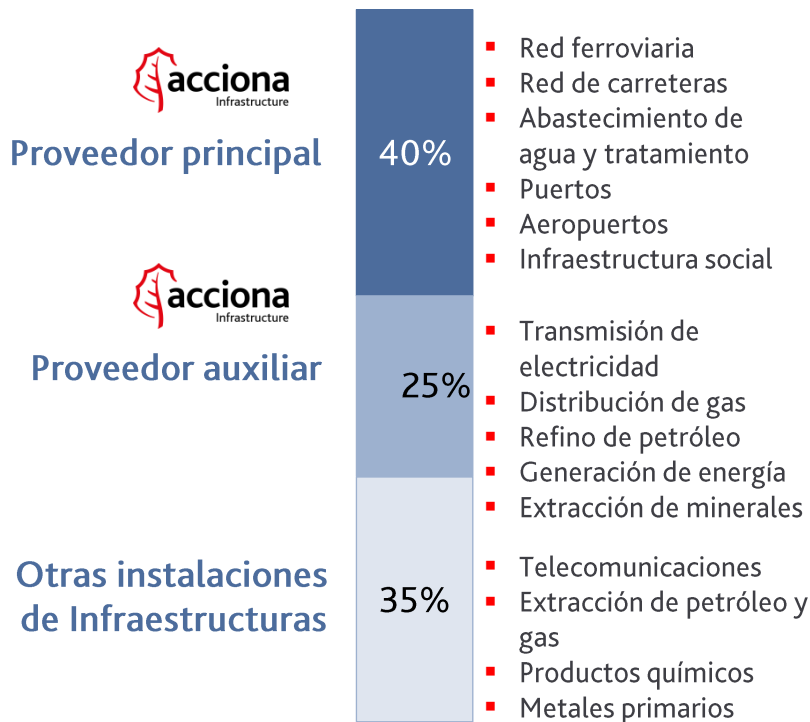 acciona
Infrastructure
Proveedor principal
40%
▪ Red ferroviaria
▪ Red de carreteras
▪ Abastecimiento de
agua y tratamiento
▪ Puertos
▪ Aeropuertos
▪ Infraestructura social
acciona
Infrastructure
Proveedor auxiliar
25%
▪ Transmisión de
electricidad
▪ Distribución de gas
▪ Refino de petróleo
▪ Generación de energía
▪ Extracción de minerales
Otras instalaciones
de Infraestructuras
35%
▪ Telecomunicaciones
▪ Extracción de petróleo y
gas
▪ Productos químicos
▪ Metales primarios